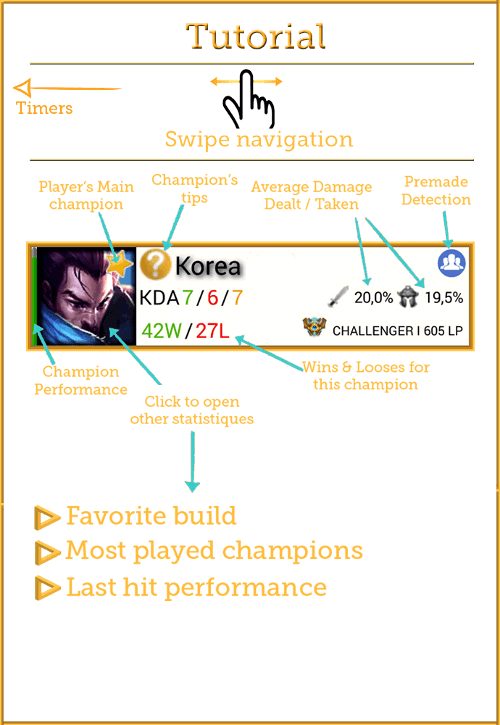 Tutorial
Timers
Swipe navigation
Player's Main
champion
Champion's
tips
Average Damage
Dealt / Taken
Premade
Detection
? Korea
KDA 7 / 6 / 7
20,0% 19,5%
42W / 27L
CHALLENGER I 605 LP
Champion
Performance
Click to open
other statistiques
Wins & Looses for
this champion
Favorite build
Most played champions
Last hit performance